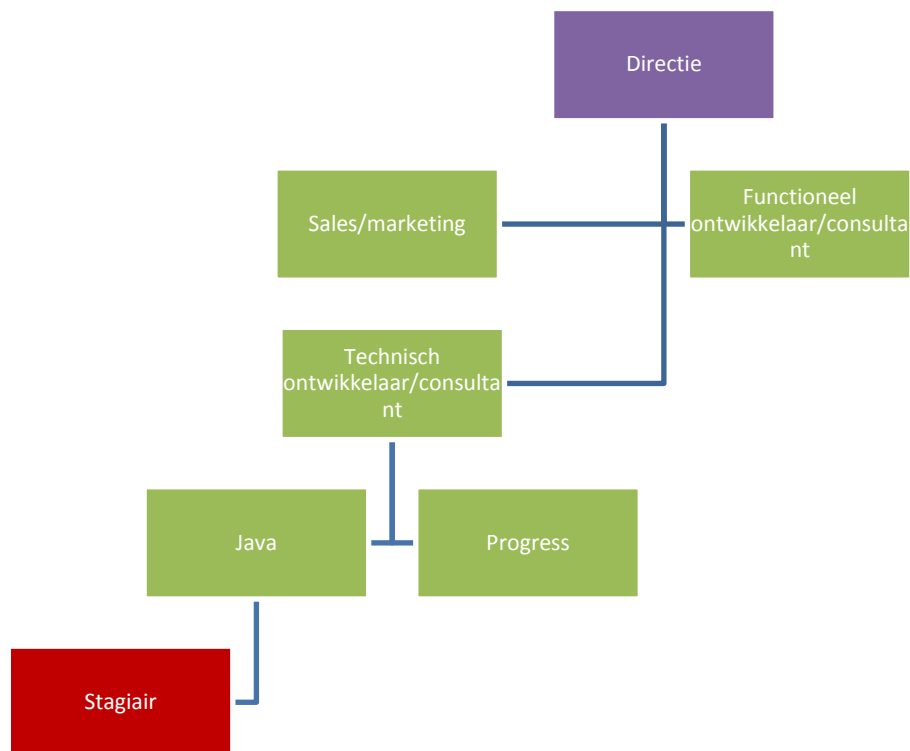 Directie
Sales/marketing
Functioneel
ontwikkelaar/consulta
nt
Technisch
ontwikkelaar/consulta
nt
Java
Progress
Stagiair